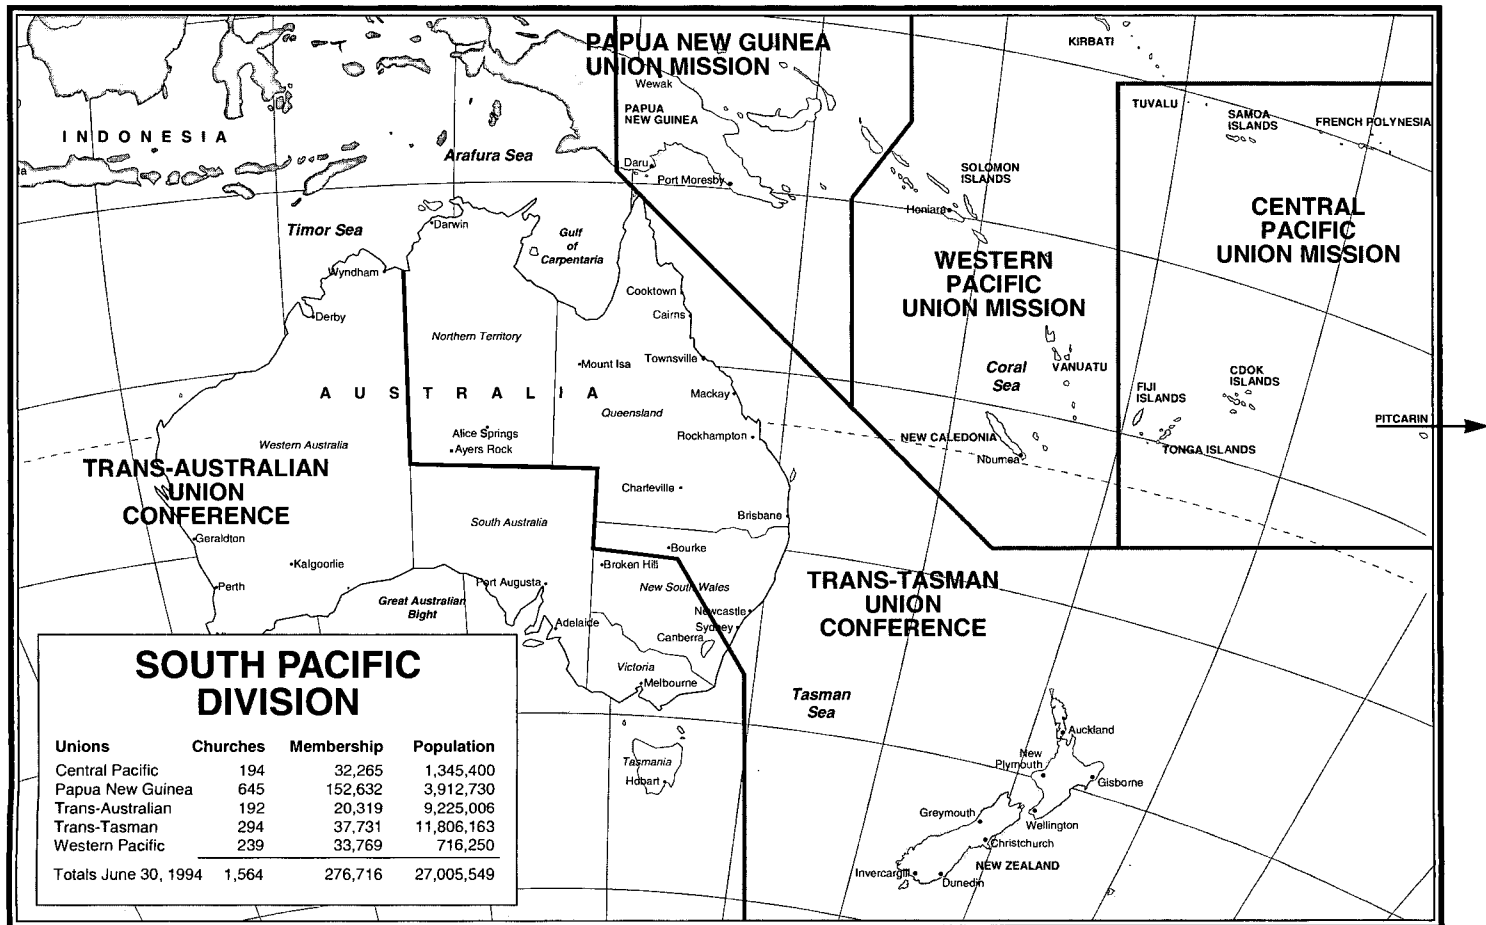 PAPUA NEW GUINEA
UNION MISSION
Wewak
PAPUA
NEW GUINEA
KIRBATI
TUVALU
SAMOA
ISLANDS
FRENCH POLYNESIA
INDONESIA
Arafura Sea
Daru
Port Moresby
SOLOMON
ISLANDS
Honiara
CENTRAL
PACIFIC
UNION MISSION
Timor Sea
Darwin
Gulf
of
Carpentaria
WESTERN
PACIFIC
UNION MISSION
Wyndham
Derby
Cooktown
Cairns
Northern Territory
Mount Isa
Townsville
Coral
Sea
VANUATU
FIJI
ISLANDS
CDOK
ISLANDS
AUSTRALIA
Mackay
Queensland
PITCARIN
Western Australia
Alice Springs
Ayers Rock
Rockhampton
NEW CALEDONIA
Noumea
TONGA ISLANDS
TRANS-AUSTRALIAN
UNION
CONFERENCE
Charleville
Brisbane
South Australia
Geraldton
Kalgoorlie
Perth
Bourke
Broken Hill
New South Wales
Port Augusta
Great Australian
Bight
Adelaide
Newcastle
Sydney
Canberra
TRANS-TASMAN
UNION
CONFERENCE
Victoria
Melbourne
Tasman
Sea
Tasmania
Hobart
Auckland
New
Plymouth
Gisborne
Greymouth
Wellington
Christchurch
NEW ZEALAND
Invercargill
Dunedin
SOUTH PACIFIC
DIVISION
Unions Churches Membership Population
Central Pacific 194 32,265 1,345,400
Papua New Guinea 645 152,632 3,912,730
Trans-Australian 192 20,319 9,225,006
Trans-Tasman 294 37,731 11,806,163
Western Pacific 239 33,769 716,250
Totals June 30, 1994 1,564 276,716 27,005,549